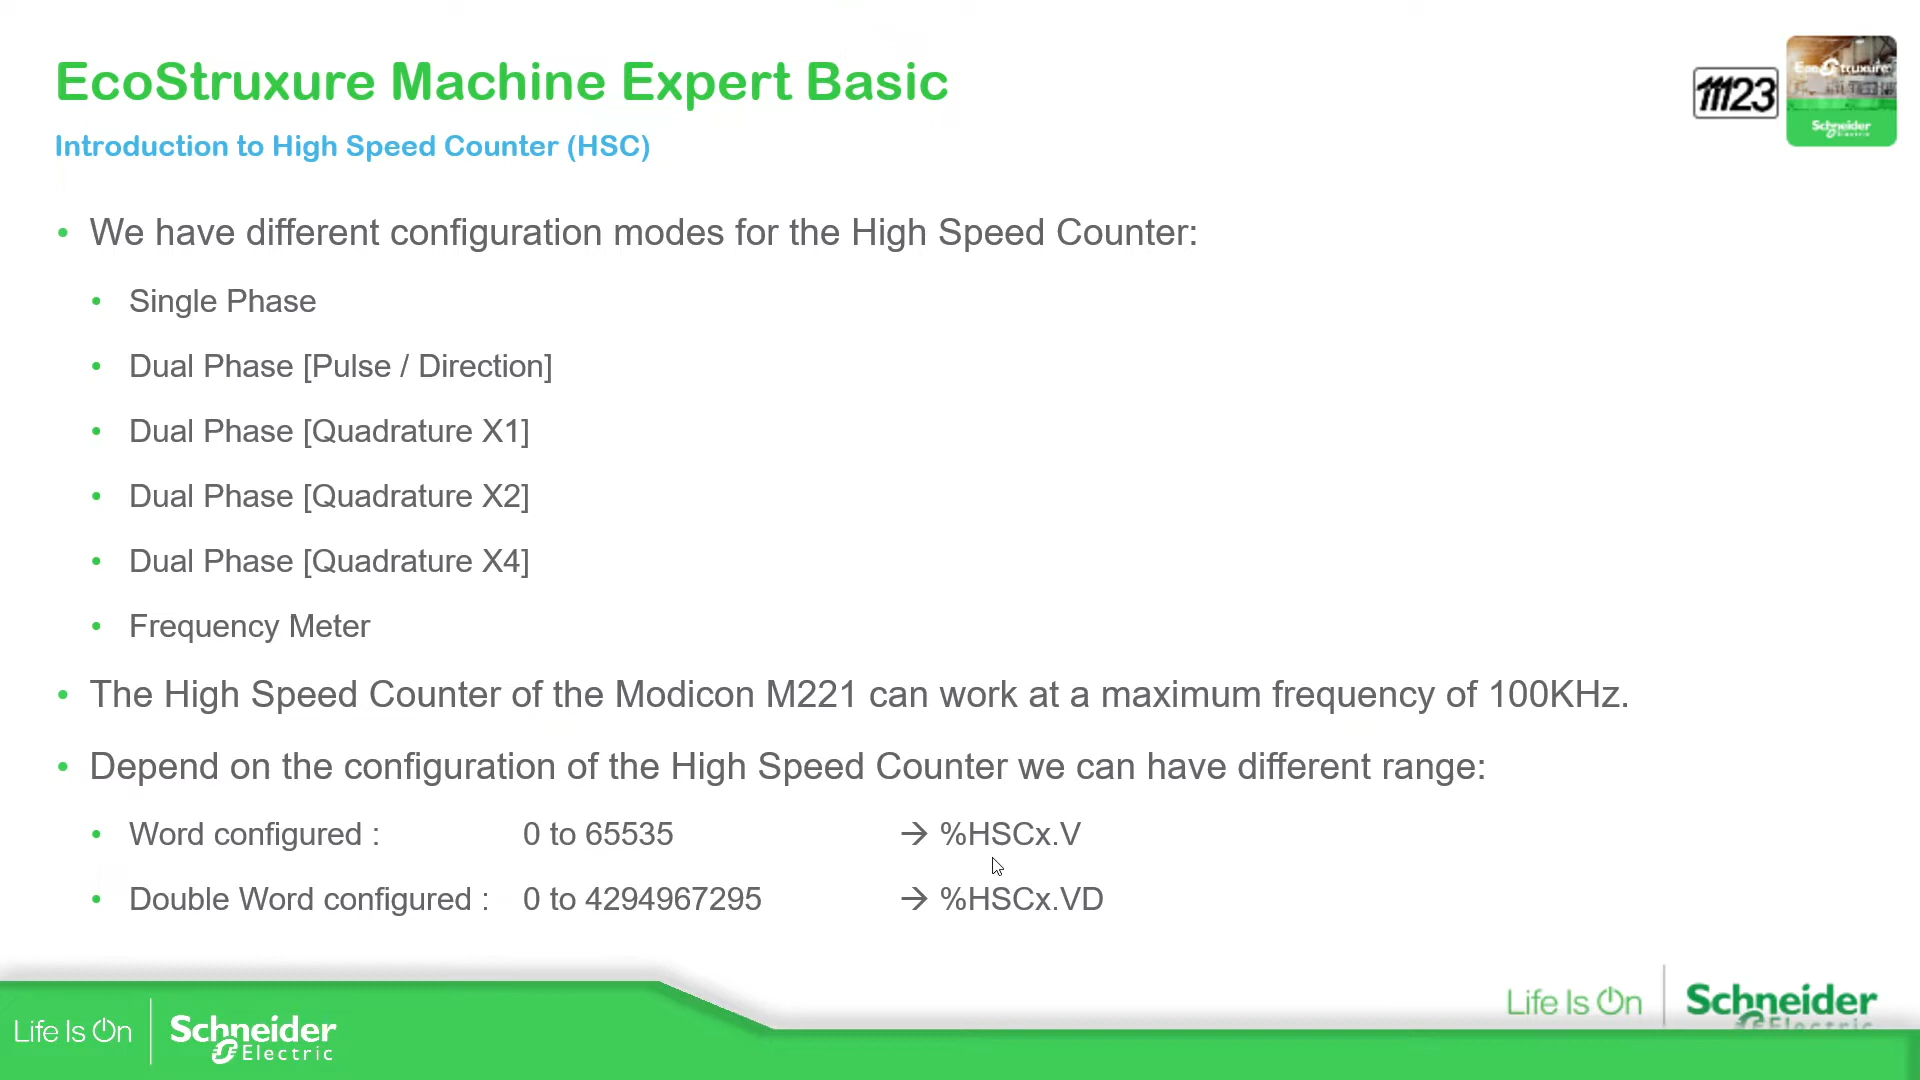 EcoStruxure Machine Expert Basic
Introduction to High Speed Counter (HSC)
11123
EcoStruxure
Schneider
Electric
• We have different configuration modes for the High Speed Counter:
• Single Phase
• Dual Phase [Pulse / Direction]
• Dual Phase [Quadrature X1]
• Dual Phase [Quadrature X2]
• Dual Phase [Quadrature X4]
• Frequency Meter
• The High Speed Counter of the Modicon M221 can work at a maximum frequency of 100KHz.
• Depend on the configuration of the High Speed Counter we can have different range:
• Word configured : 0 to 65535 → %HSCx.V
• Double Word configured : 0 to 4294967295 → %HSCx.VD
Life Is On
Schneider
Electric
Life Is On
Schneider
Electric